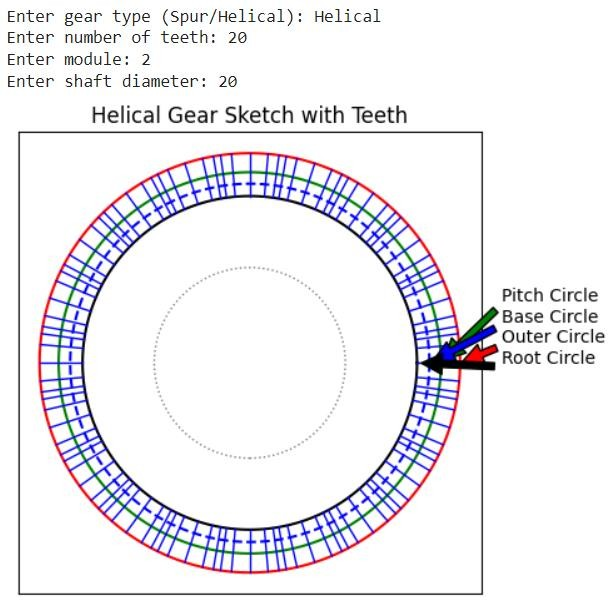 Enter gear type (Spur/Helical): Helical
Enter number of teeth: 20
Enter module: 2
Enter shaft diameter: 20
Helical Gear Sketch with Teeth
Pitch Circle
Base Circle
Outer Circle
Root Circle